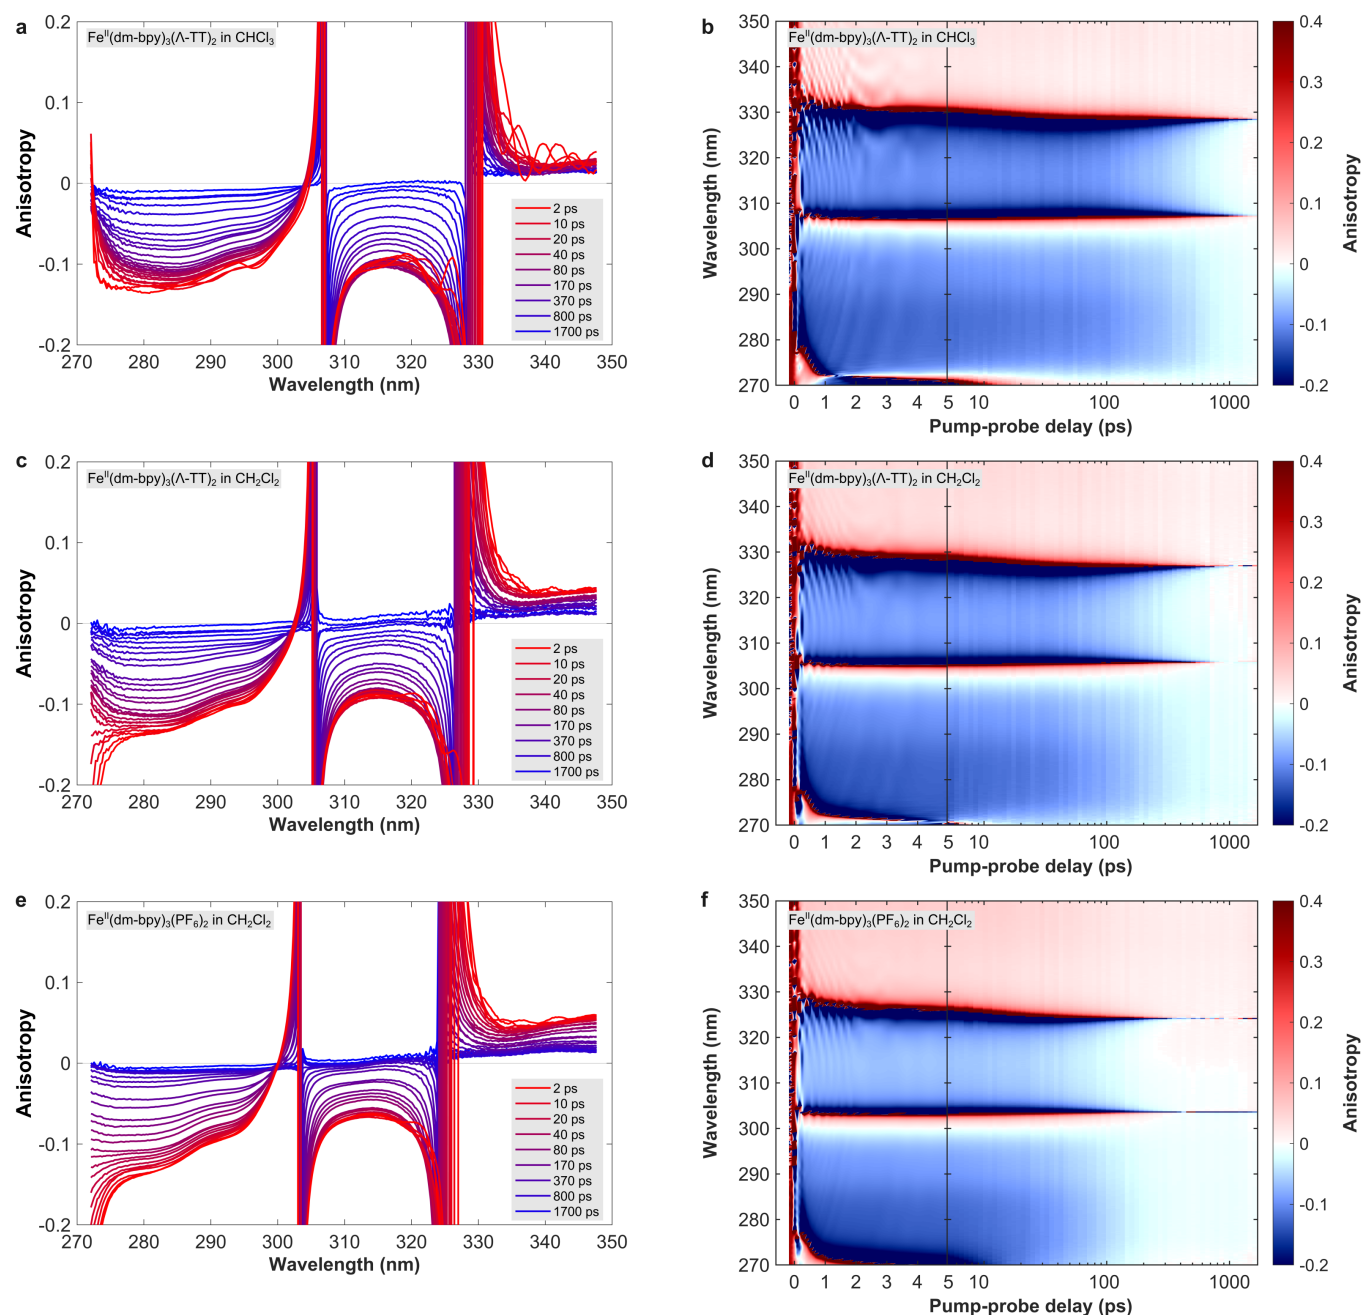 a
Fe^II(dm-bpy)₃(Λ-TT)₂ in CHCl₃
0.2
0.1
0
-0.1
-0.2
Anisotropy
270 280 290 300 310 320 330 340 350
Wavelength (nm)
2 ps
10 ps
20 ps
40 ps
80 ps
170 ps
370 ps
800 ps
1700 ps
b
Fe^II(dm-bpy)₃(Λ-TT)₂ in CHCl₃
350
340
330
320
310
300
290
280
270
Wavelength (nm)
0 1 2 3 4 5 10 100 1000
Pump-probe delay (ps)
0.4
0.3
0.2
0.1
0
-0.1
-0.2
Anisotropy
c
Fe^II(dm-bpy)₃(Λ-TT)₂ in CH₂Cl₂
0.2
0.1
0
-0.1
-0.2
Anisotropy
270 280 290 300 310 320 330 340 350
Wavelength (nm)
2 ps
10 ps
20 ps
40 ps
80 ps
170 ps
370 ps
800 ps
1700 ps
d
Fe^II(dm-bpy)₃(Λ-TT)₂ in CH₂Cl₂
350
340
330
320
310
300
290
280
270
Wavelength (nm)
0 1 2 3 4 5 10 100 1000
Pump-probe delay (ps)
0.4
0.3
0.2
0.1
0
-0.1
-0.2
Anisotropy
e
Fe^II(dm-bpy)₃(PF₆)₂ in CH₂Cl₂
0.2
0.1
0
-0.1
-0.2
Anisotropy
270 280 290 300 310 320 330 340 350
Wavelength (nm)
2 ps
10 ps
20 ps
40 ps
80 ps
170 ps
370 ps
800 ps
1700 ps
f
Fe^II(dm-bpy)₃(PF₆)₂ in CH₂Cl₂
350
340
330
320
310
300
290
280
270
Wavelength (nm)
0 1 2 3 4 5 10 100 1000
Pump-probe delay (ps)
0.4
0.3
0.2
0.1
0
-0.1
-0.2
Anisotropy